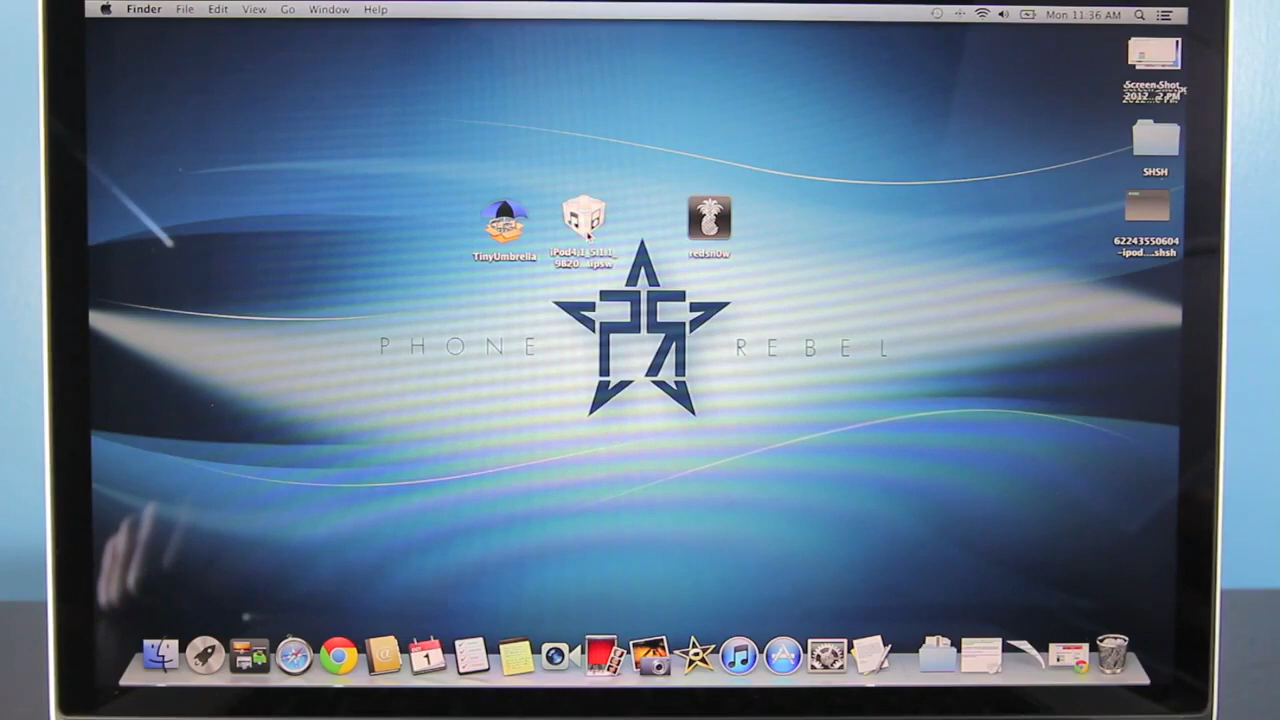 Finder File Edit View Go Window Help
Mon 11:36 AM
Screen Shot
2012...2 PM
SHSH
62243550604
-ipod....shsh
TinyUmbrella
iPod4,1_5.1.1_
9B20...ipsw
redsn0w
PHONE REBEL
1